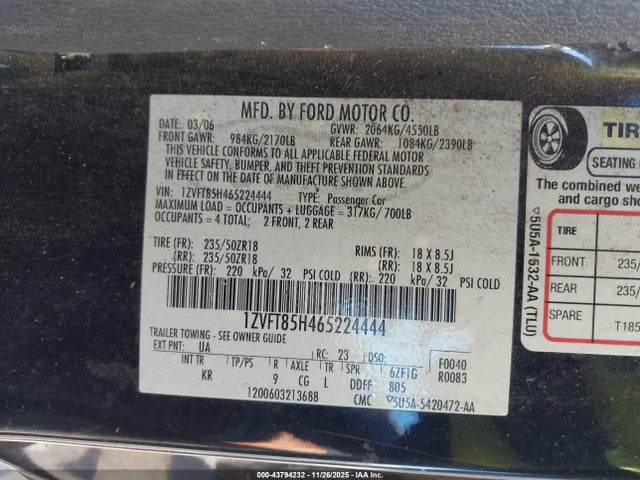 MFD. BY FORD MOTOR CO.
DATE: 03/06 GVWR: 2064KG/4550LB
FRONT GAWR: 984KG/2170LB REAR GAWR: 1084KG/2390LB
THIS VEHICLE CONFORMS TO ALL APPLICABLE FEDERAL MOTOR
VEHICLE SAFETY, BUMPER, AND THEFT PREVENTION STANDARDS
IN EFFECT ON THE DATE OF MANUFACTURE SHOWN ABOVE.
VIN: 1ZVFT85H465224444 TYPE: Passenger Car
MAXIMUM LOAD = OCCUPANTS + LUGGAGE = 317KG/700LB
OCCUPANTS = 4 TOTAL; 2 FRONT, 2 REAR
TIRE (FR): 235/50ZR18 RIMS (FR): 18 X 8.5J
(RR): 235/50ZR18 (RR): 18 X 8.5J
PRESSURE (FR): 220 kPa/ 32 PSI COLD (RR): 220 kPa/ 32 PSI COLD
1ZVFT85H465224444
TRAILER TOWING - SEE OWNER GUIDE
EXT PNT: UA RC: 23 DSO: F0040
INT TR TP/PS R AXLE TR SPR 6Z F1G R0083
KR 9 CG L DDFF B05
1200603213688 CMC ▽5U5A-5420472-AA
▽5U5A-1532-AA (TLU)
TIRE
SEATING
The combined we
and cargo sho
TIRE
FRONT 235/
REAR 235/
SPARE T185
#: 000-43794232 - 11/26/2025 - IAAI.COM